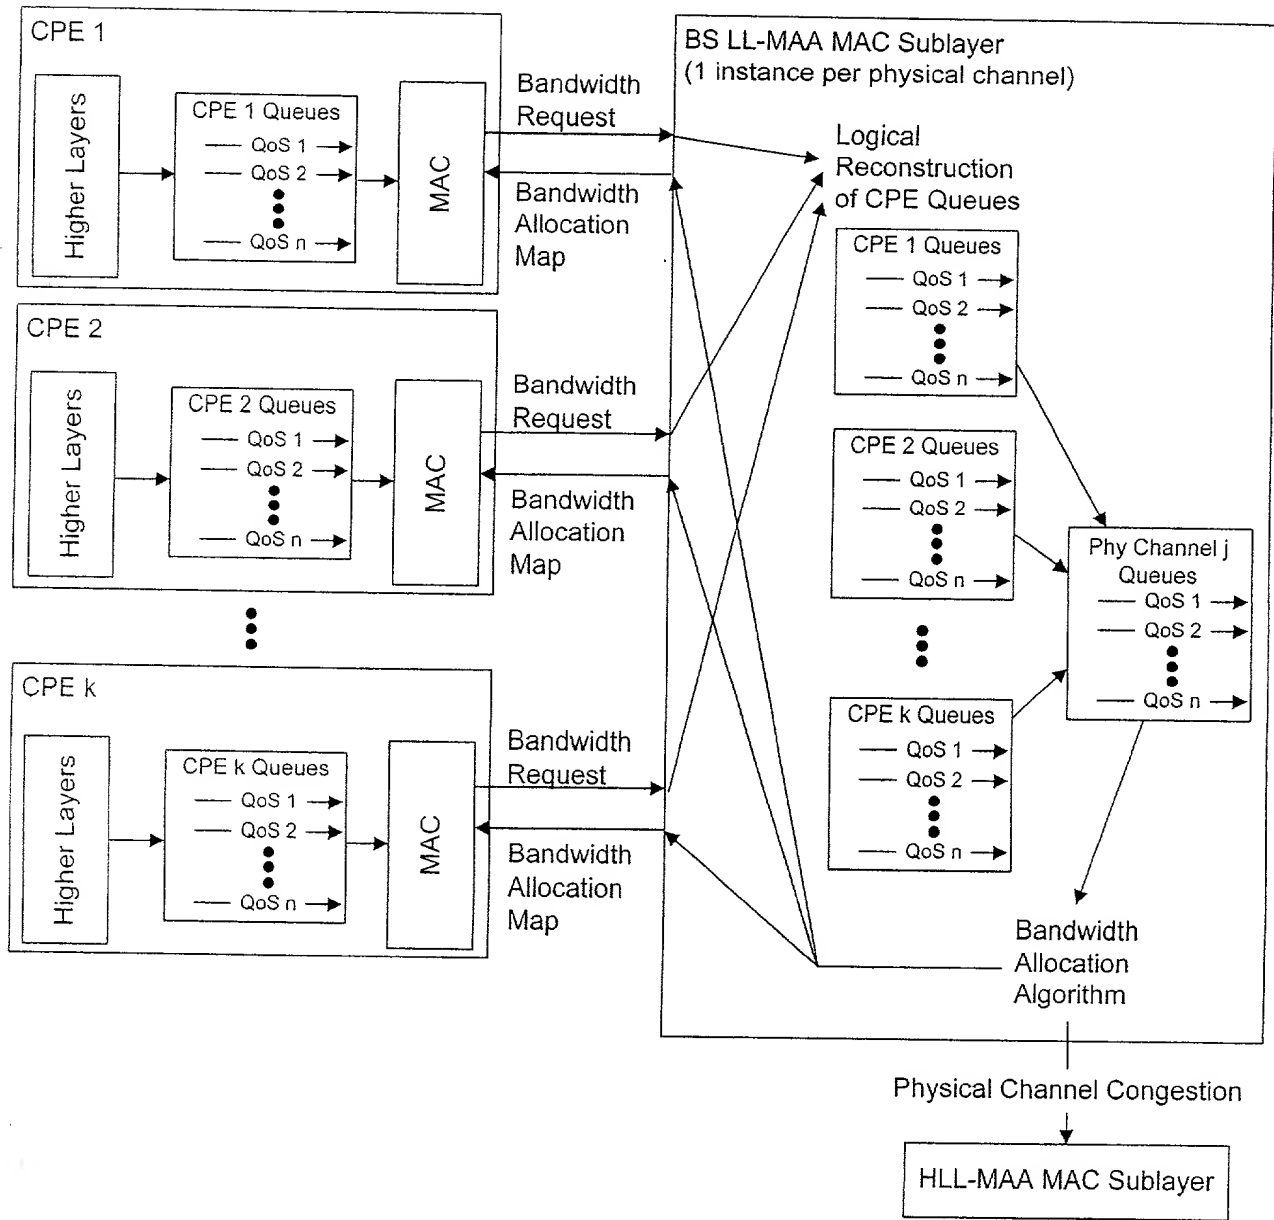 CPE 1
Higher Layers
CPE 1 Queues
QoS 1
QoS 2
QoS n
MAC
Bandwidth
Request
Bandwidth
Allocation
Map
CPE 2
Higher Layers
CPE 2 Queues
QoS 1
QoS 2
QoS n
MAC
Bandwidth
Request
Bandwidth
Allocation
Map
CPE k
Higher Layers
CPE k Queues
QoS 1
QoS 2
QoS n
MAC
Bandwidth
Request
Bandwidth
Allocation
Map
BS LL-MAA MAC Sublayer
(1 instance per physical channel)
Logical
Reconstruction
of CPE Queues
CPE 1 Queues
QoS 1
QoS 2
QoS n
CPE 2 Queues
QoS 1
QoS 2
QoS n
CPE k Queues
QoS 1
QoS 2
QoS n
Phy Channel j
Queues
QoS 1
QoS 2
QoS n
Bandwidth
Allocation
Algorithm
Physical Channel Congestion
HLL-MAA MAC Sublayer